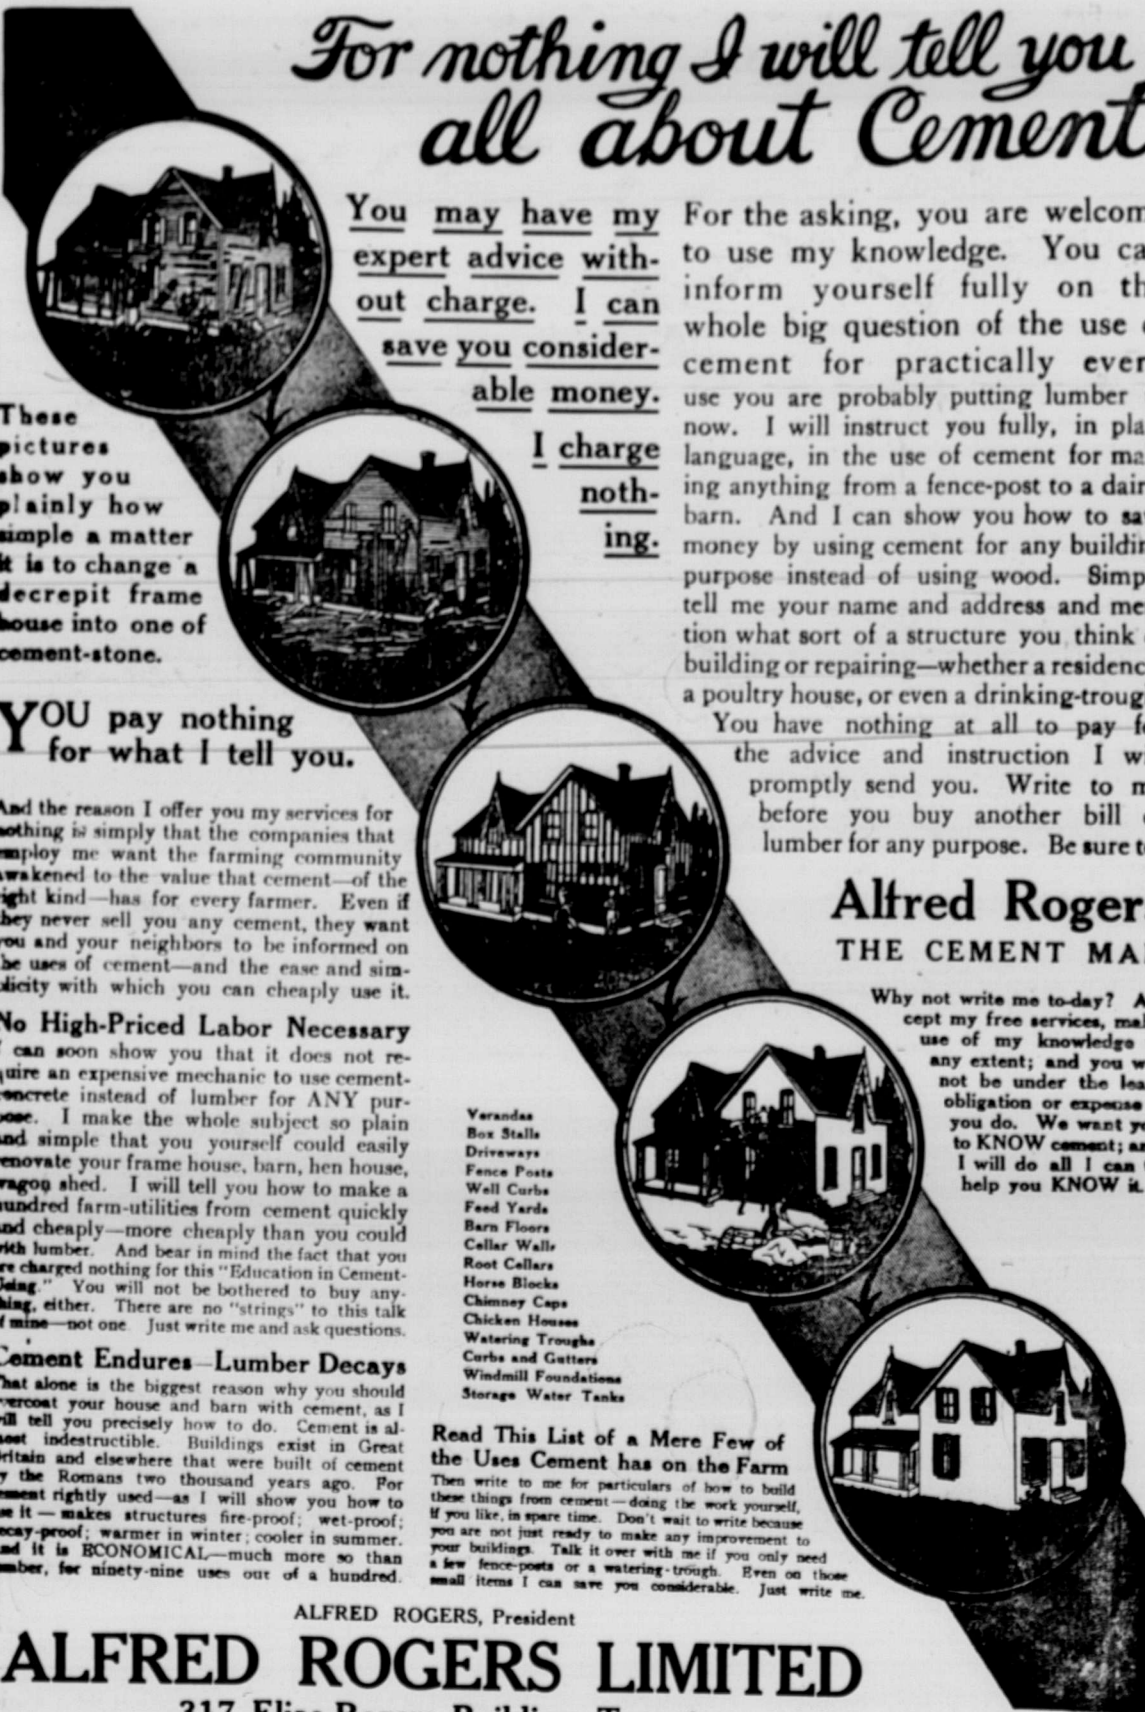 For nothing I will tell you
all about Cement
You may have my
expert advice with-
out charge. I can
save you consider-
able money.
I charge
noth-
ing.
For the asking, you are welcom
to use my knowledge. You ca
inform yourself fully on th
whole big question of the use
cement for practically ever
use you are probably putting lumber
now. I will instruct you fully, in pla
language, in the use of cement for ma
ing anything from a fence-post to a dair
barn. And I can show you how to sa
money by using cement for any buildin
purpose instead of using wood. Simp
tell me your name and address and me
tion what sort of a structure you think
building or repairing—whether a residenc
a poultry house, or even a drinking-troug
You have nothing at all to pay f
the advice and instruction I w
promptly send you. Write to m
before you buy another bill
lumber for any purpose. Be sure t
Alfred Roger
THE CEMENT MA
Why not write me to-day? A
cept my free services, mak
use of my knowledge
any extent; and you w
not be under the lea
obligation or expense
you do. We want y
to KNOW cement; an
I will do all I can
help you KNOW it.
These
pictures
show you
plainly how
simple a matter
it is to change a
decrepit frame
house into one of
cement-stone.
YOU pay nothing
for what I tell you.
And the reason I offer you my services for
nothing is simply that the companies that
employ me want the farming community
awakened to the value that cement—of the
right kind—has for every farmer. Even if
they never sell you any cement, they want
you and your neighbors to be informed on
the uses of cement—and the ease and sim-
plicity with which you can cheaply use it.
No High-Priced Labor Necessary
I can soon show you that it does not re-
quire an expensive mechanic to use cement-
concrete instead of lumber for ANY pur-
pose. I make the whole subject so plain
and simple that you yourself could easily
renovate your frame house, barn, hen house,
wagon shed. I will tell you how to make a
hundred farm-utilities from cement quickly
and cheaply—more cheaply than you could
with lumber. And bear in mind the fact that you
are charged nothing for this "Education in Cement-
Using." You will not be bothered to buy any-
thing, either. There are no "strings" to this talk
of mine—not one. Just write me and ask questions.
Cement Endures—Lumber Decays
That alone is the biggest reason why you should
overcoat your house and barn with cement, as I
will tell you precisely how to do. Cement is al-
most indestructible. Buildings exist in Great
Britain and elsewhere that were built of cement
by the Romans two thousand years ago. For
cement rightly used—as I will show you how to
use it—makes structures fire-proof; wet-proof;
decay-proof; warmer in winter; cooler in summer.
And it is ECONOMICAL—much more so than
lumber, for ninety-nine uses out of a hundred.
Verandas
Box Stalls
Driveways
Fence Posts
Well Curbs
Feed Yards
Barn Floors
Cellar Walls
Root Cellars
Horse Blocks
Chimney Caps
Chicken Houses
Watering Troughs
Curbs and Gutters
Windmill Foundations
Storage Water Tanks
Read This List of a Mere Few of
the Uses Cement has on the Farm
Then write to me for particulars of how to build
these things from cement—doing the work yourself,
if you like, in spare time. Don't wait to write because
you are not just ready to make any improvement to
your buildings. Talk it over with me if you only need
a few fence-posts or a watering-trough. Even on those
small items I can save you considerable. Just write me.
ALFRED ROGERS, President
ALFRED ROGERS LIMITED
317